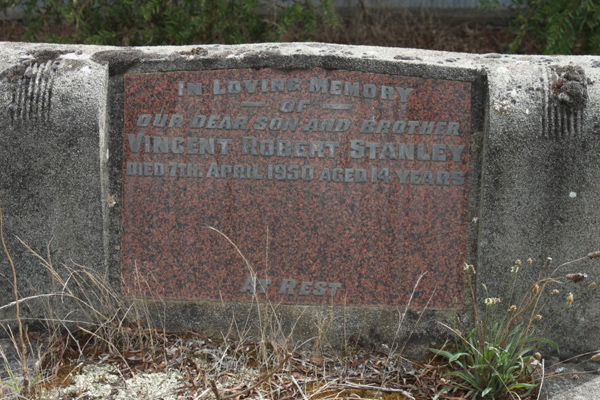 IN LOVING MEMORY
— OF —
OUR DEAR SON AND BROTHER
VINCENT ROBERT STANLEY
DIED 7TH. APRIL 1950 AGED 14 YEARS
AT REST